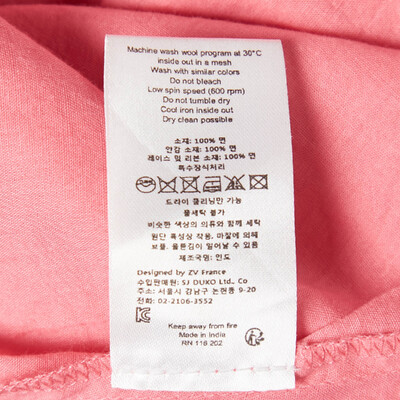 Machine wash wool program at 30°C
inside out in a mesh
Wash with similar colors
Do not bleach
Low spin speed (600 rpm)
Do not tumble dry
Cool iron inside out
Dry clean possible
소재: 100% 면
안감 소재: 100% 면
레이스 및 리본 소재: 100% 면
특수장식처리
드라이 클리닝만 가능
물세탁 불가
비슷한 색상의 의류와 함께 세탁
원단 특성상 착용, 마찰에 의해
보풀, 올뜯김이 일어날 수 있음
제조국명: 인도
Designed by ZV France
수입판매원: SJ DUKO Ltd./
주소: 서울시 강남구 논현동 9-20
전화: 02-2106-3552
Keep away from fire
Made in India
RN 116 202